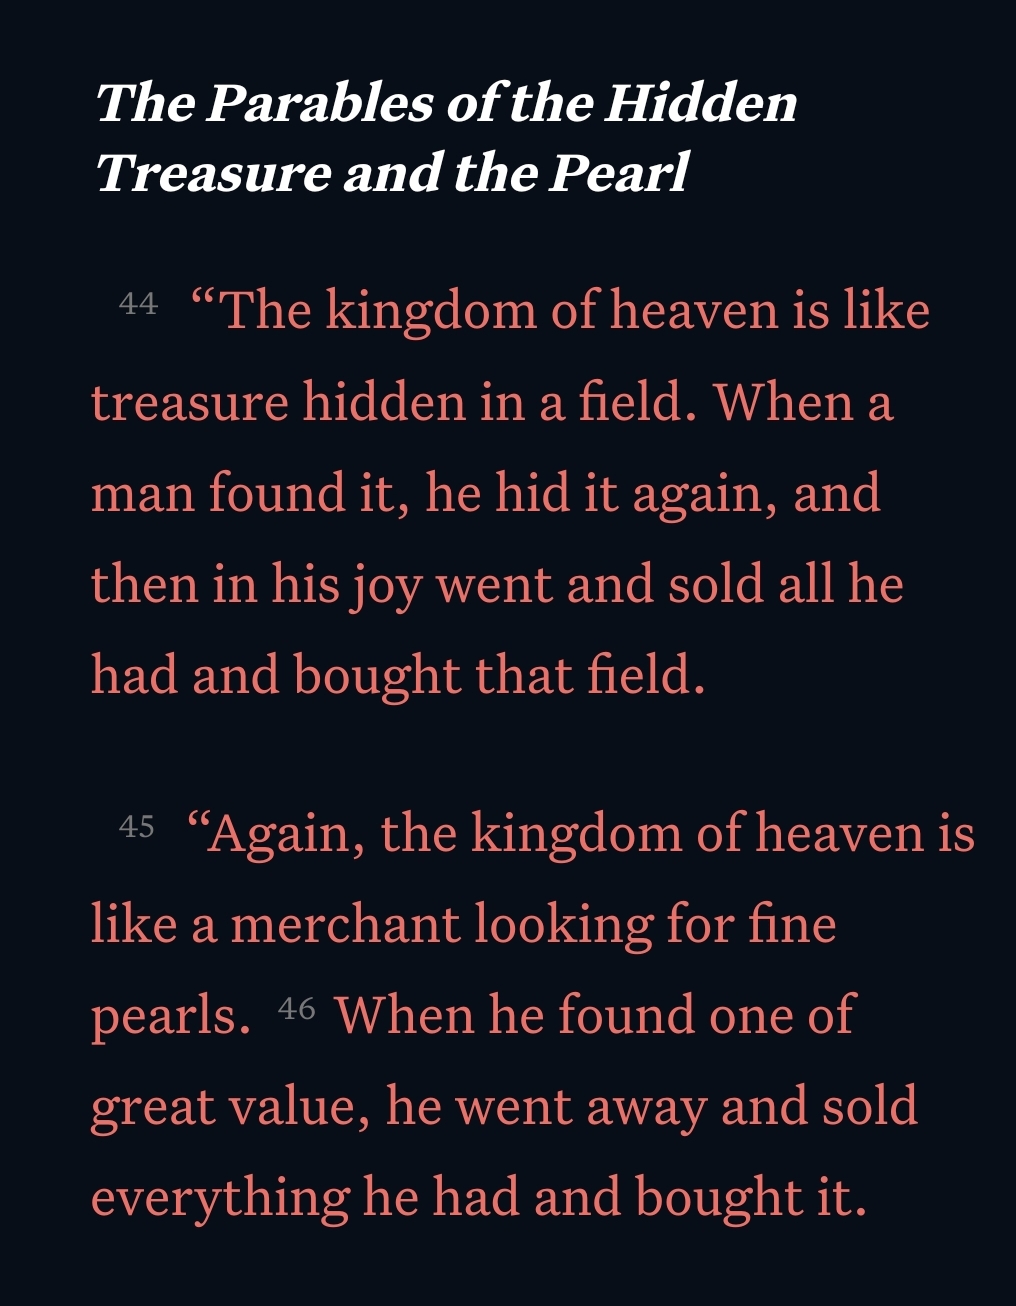 The Parables of the Hidden
Treasure and the Pearl
44 “The kingdom of heaven is like
treasure hidden in a field. When a
man found it, he hid it again, and
then in his joy went and sold all he
had and bought that field.
45 “Again, the kingdom of heaven is
like a merchant looking for fine
pearls. 46 When he found one of
great value, he went away and sold
everything he had and bought it.